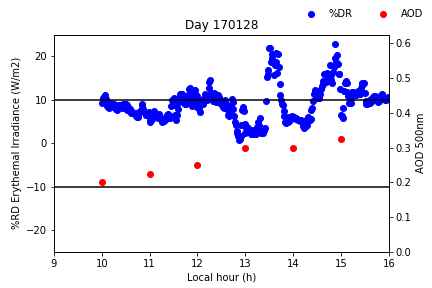 %DR AOD
Day 170128
%RD Erythermal Irradiance (W/m2)
20
10
0
−10
−20
0.6
0.5
0.4
0.3
0.2
0.1
0.0
AOD 500nm
9 10 11 12 13 14 15 16
Local hour (h)